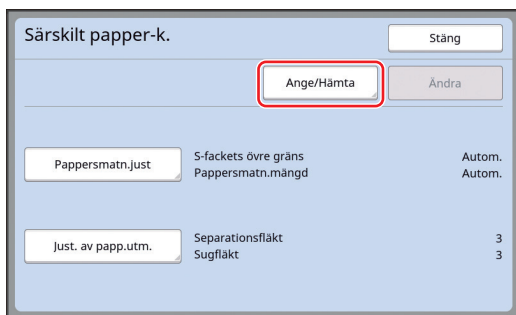 Särskilt papper-k.
Stäng
Ange/Hämta
Ändra
Pappersmatn.just
S-fackets övre gräns Autom.
Pappersmatn.mängd Autom.
Just. av papp.utm.
Separationsfläkt 3
Sugfläkt 3